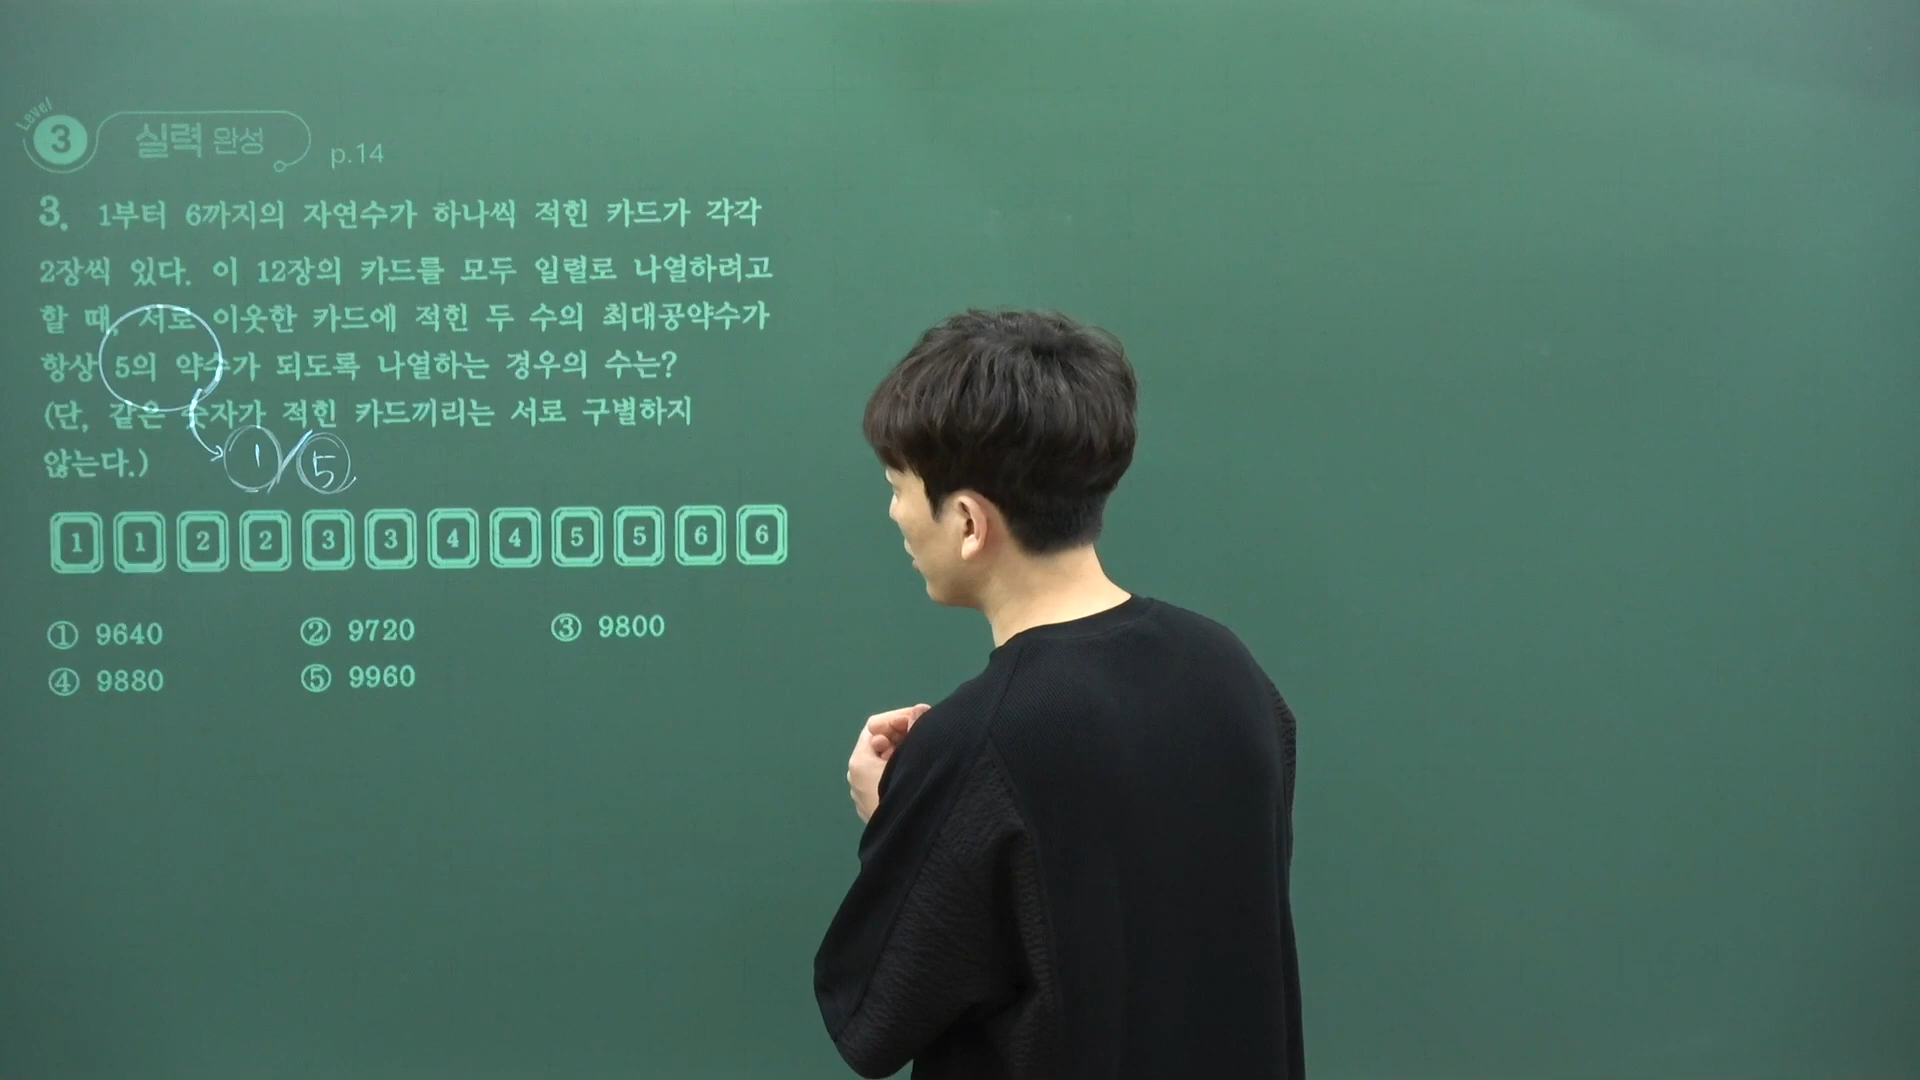 Level
3 실력 완성 p.14
3. 1부터 6까지의 자연수가 하나씩 적힌 카드가 각각
2장씩 있다. 이 12장의 카드를 모두 일렬로 나열하려고
할 때, 서로 이웃한 카드에 적힌 두 수의 최대공약수가
항상 5의 약수가 되도록 나열하는 경우의 수는?
(단, 같은 숫자가 적힌 카드끼리는 서로 구별하지
않는다.) 1 / 5
1 1 2 2 3 3 4 4 5 5 6 6
① 9640 ② 9720 ③ 9800
④ 9880 ⑤ 9960